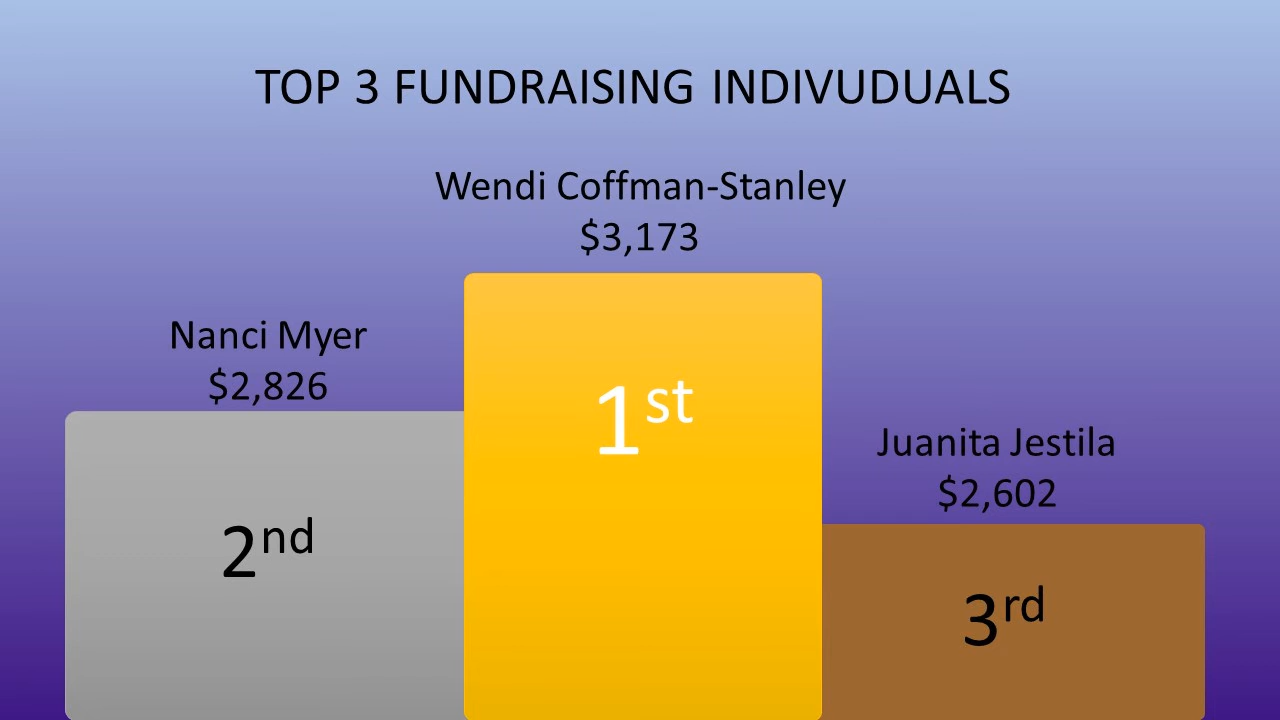 TOP 3 FUNDRAISING INDIVUDUALS
Wendi Coffman-Stanley
$3,173
Nanci Myer
$2,826
1st
Juanita Jestila
$2,602
2nd
3rd